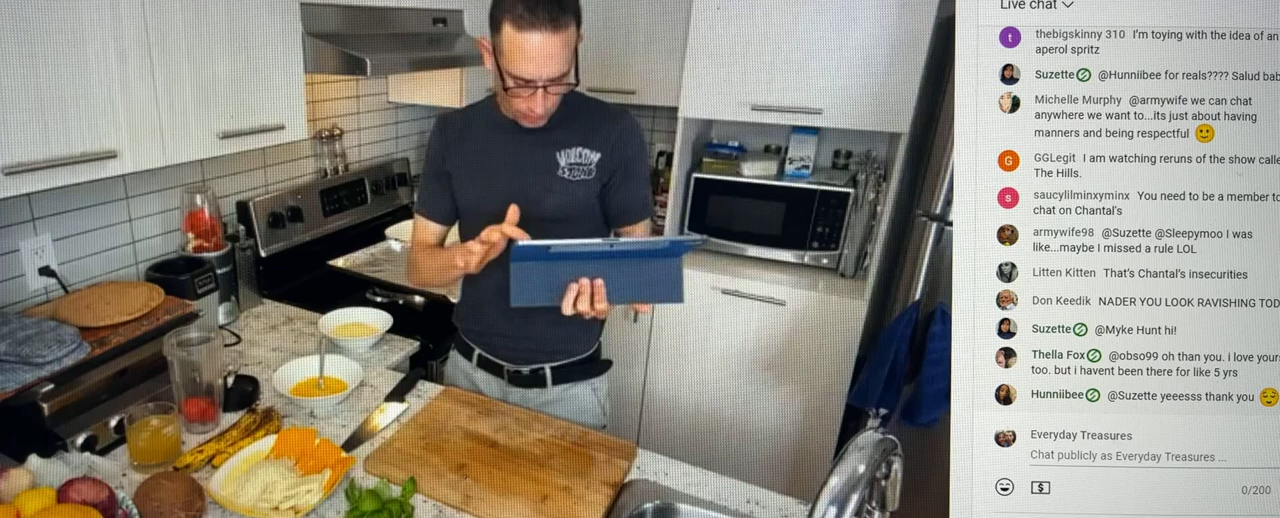 VOLCOM
STONE
Live chat
thebigskinny 310 I'm toying with the idea of an
aperol spritz
Suzette @Hunniibee for reals???? Salud bab
Michelle Murphy @armywife we can chat
anywhere we want to...its just about having
manners and being respectful
G
GGLegit I am watching reruns of the show calle
The Hills.
s
saucylilminxyminx You need to be a member to
chat on Chantal's
armywife98 @Suzette @Sleepymoo I was
like...maybe I missed a rule LOL
Litten Kitten That's Chantal's insecurities
Don Keedik NADER YOU LOOK RAVISHING TOD
Suzette @Myke Hunt hi!
Thella Fox @obso99 oh than you. i love your
too. but i havent been there for like 5 yrs
Hunniibee @Suzette yeeesss thank you
Everyday Treasures
Chat publicly as Everyday Treasures ...
$
0/200